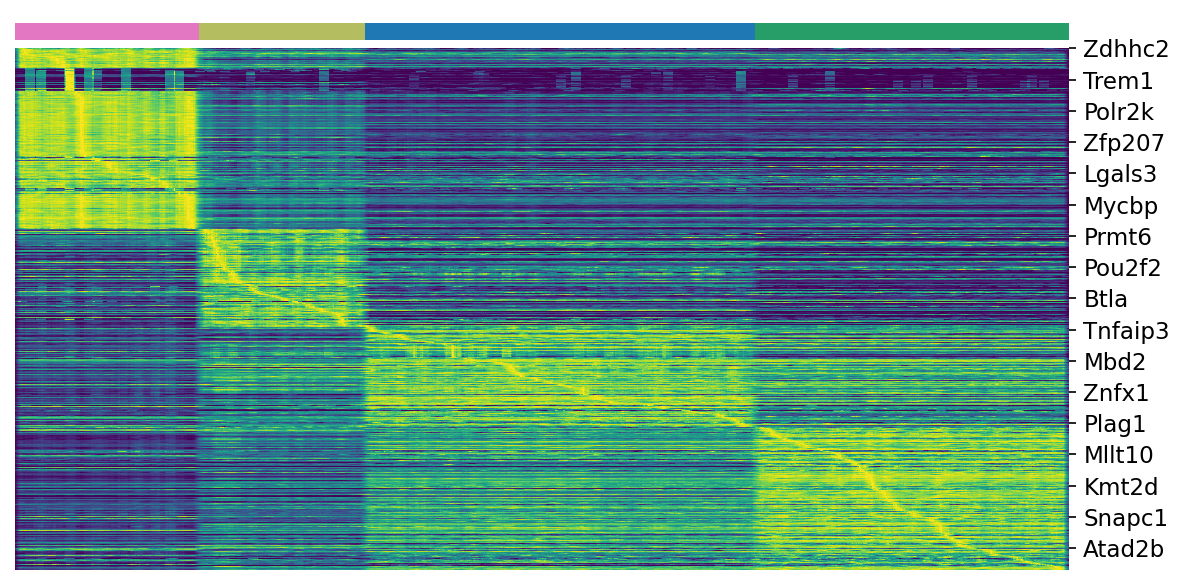 Zdhhc2
Trem1
Polr2k
Zfp207
Lgals3
Mycbp
Prmt6
Pou2f2
Btla
Tnfaip3
Mbd2
Znfx1
Plag1
Mllt10
Kmt2d
Snapc1
Atad2b